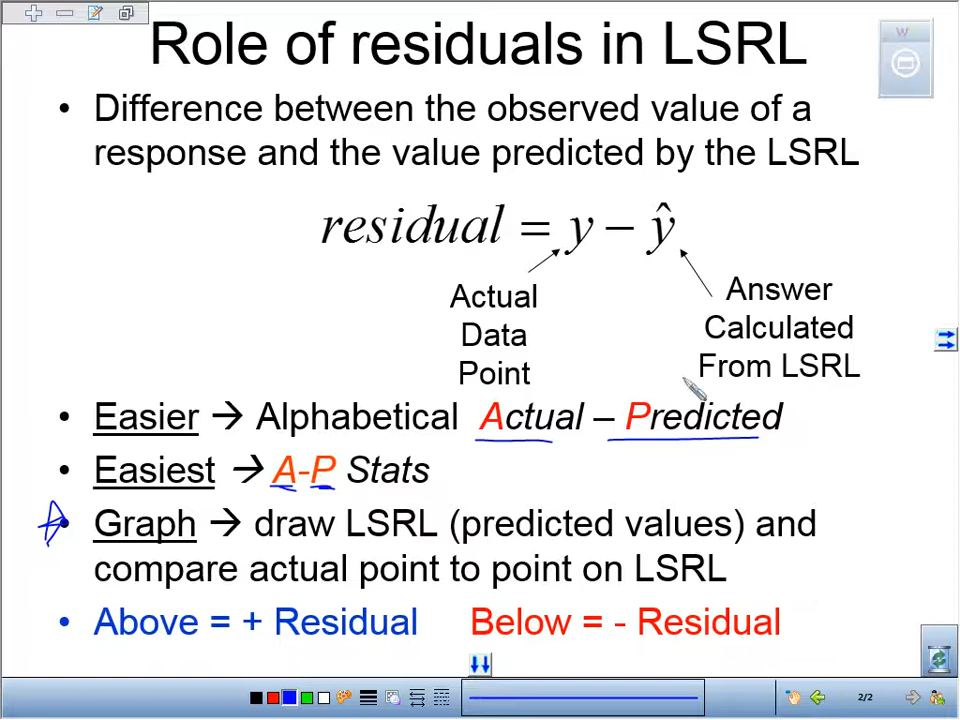 Role of residuals in LSRL
W
• Difference between the observed value of a
response and the value predicted by the LSRL
residual = y − ŷ
Actual
Data
Point
Answer
Calculated
From LSRL
• Easier → Alphabetical Actual – Predicted
• Easiest → A-P Stats
• Graph → draw LSRL (predicted values) and
compare actual point to point on LSRL
• Above = + Residual Below = - Residual
2/2